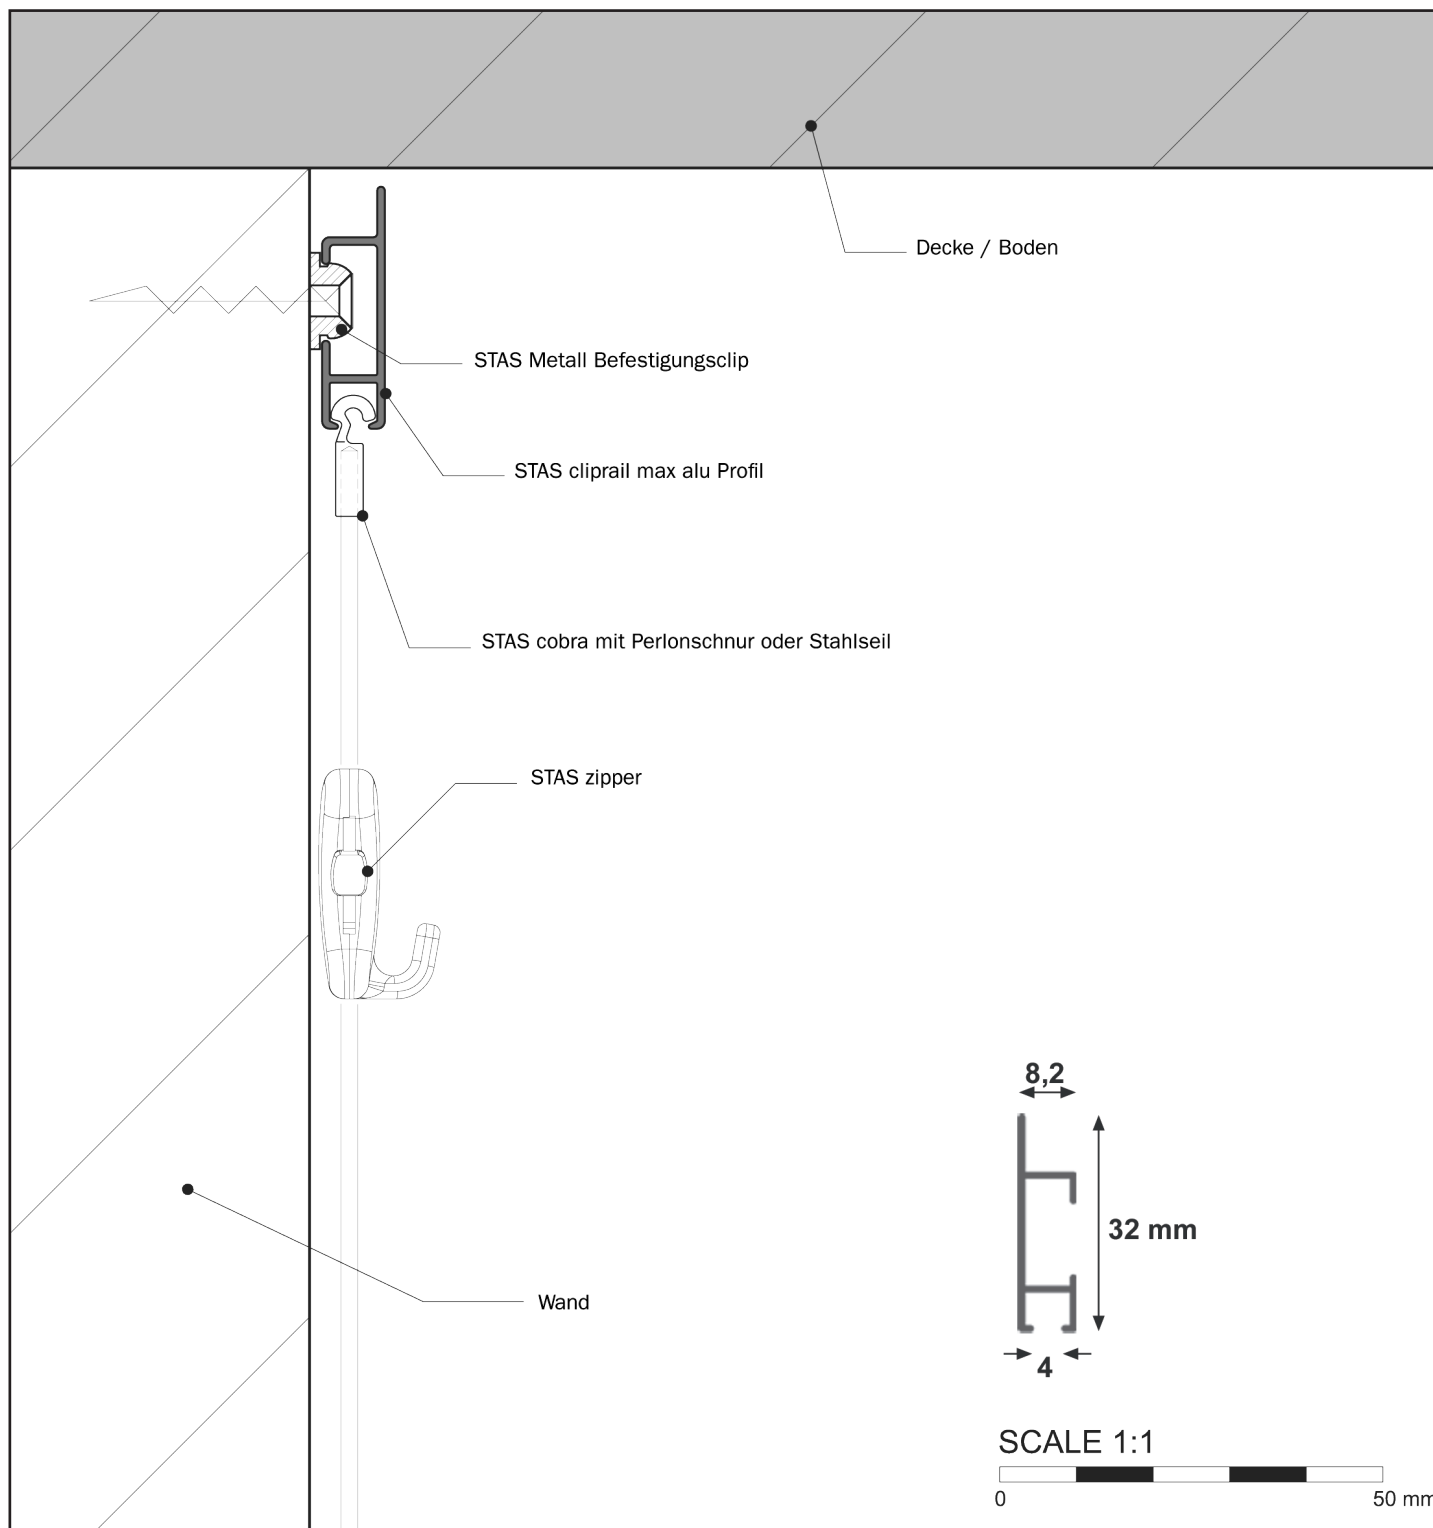 Decke / Boden
STAS Metall Befestigungsclip
STAS cliprail max alu Profil
STAS cobra mit Perlonschnur oder Stahlseil
STAS zipper
8,2
32 mm
Wand
4
SCALE 1:1
0
50 mm